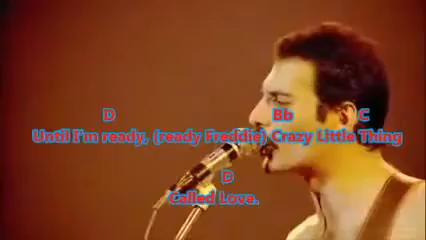 D Bb C
Until I'm ready, (ready Freddie) Crazy Little Thing
D
Called Love.